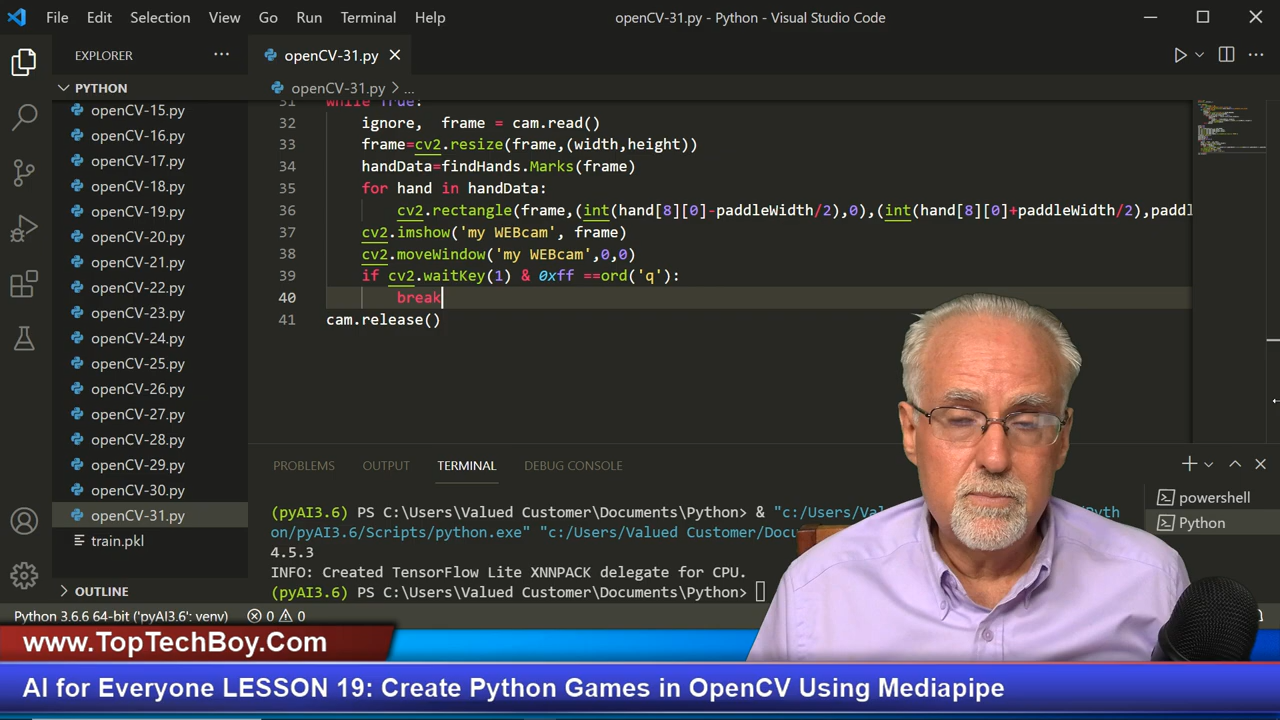 File Edit Selection View Go Run Terminal Help openCV-31.py - Python - Visual Studio Code
EXPLORER
PYTHON
openCV-15.py
openCV-16.py
openCV-17.py
openCV-18.py
openCV-19.py
openCV-20.py
openCV-21.py
openCV-22.py
openCV-23.py
openCV-24.py
openCV-25.py
openCV-26.py
openCV-27.py
openCV-28.py
openCV-29.py
openCV-30.py
openCV-31.py
train.pkl
OUTLINE
openCV-31.py
openCV-31.py > ...
31 while True:
32 ignore, frame = cam.read()
33 frame=cv2.resize(frame,(width,height))
34 handData=findHands.Marks(frame)
35 for hand in handData:
36 cv2.rectangle(frame,(int(hand[8][0]-paddleWidth/2),0),(int(hand[8][0]+paddleWidth/2),paddl
37 cv2.imshow('my WEBcam', frame)
38 cv2.moveWindow('my WEBcam',0,0)
39 if cv2.waitKey(1) & 0xff ==ord('q'):
40 break
41 cam.release()
PROBLEMS OUTPUT TERMINAL DEBUG CONSOLE
powershell
Python
(pyAI3.6) PS C:\Users\Valued Customer\Documents\Python> & "c:/Users/Val
on/pyAI3.6/Scripts/python.exe" "c:/Users/Valued Customer/Docu
4.5.3
INFO: Created TensorFlow Lite XNNPACK delegate for CPU.
(pyAI3.6) PS C:\Users\Valued Customer\Documents\Python>
Python 3.6.6 64-bit ('pyAI3.6': venv) 0 0
www.TopTechBoy.Com
AI for Everyone LESSON 19: Create Python Games in OpenCV Using Mediapipe